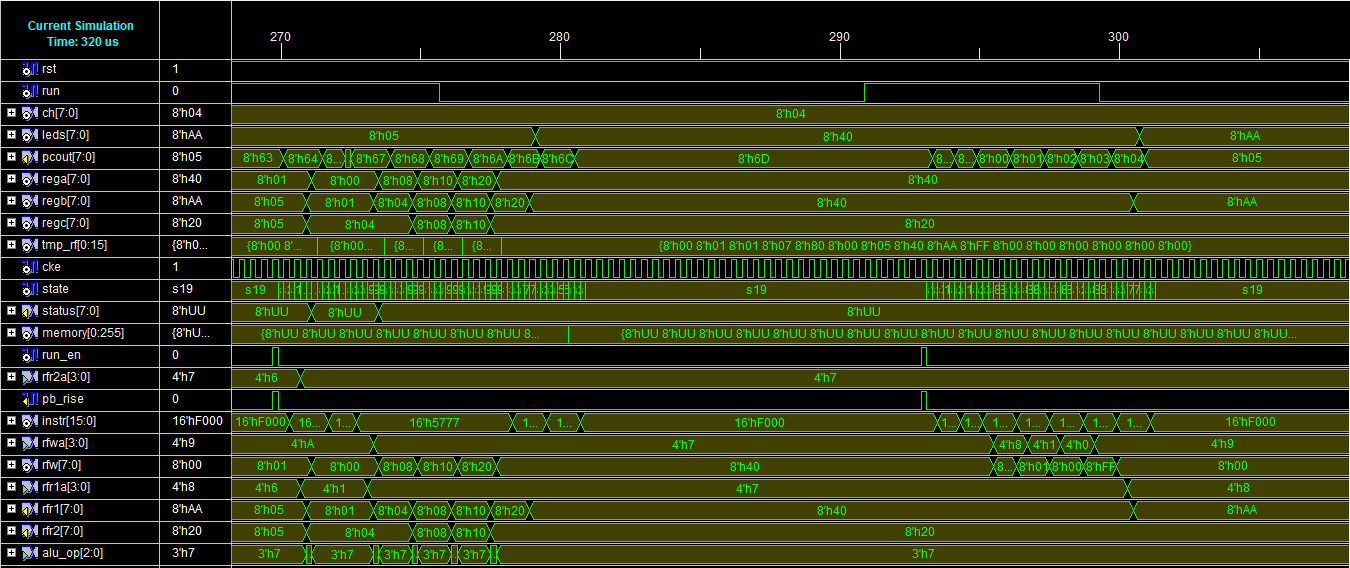 Current Simulation
Time: 320 us
270 280 290 300
rst 1
run 0
ch[7:0] 8'h04 8'h04
leds[7:0] 8'hAA 8'h05 8'h40 8'hAA
pcout[7:0] 8'h05 8'h63 8'h64 8... 8'h67 8'h68 8'h69 8'h6A 8'h6B 8'h6C 8'h6D 8... 8... 8'h00 8'h01 8'h02 8'h03 8'h04 8'h05
rega[7:0] 8'h40 8'h01 8'h00 8'h08 8'h10 8'h20 8'h40
regb[7:0] 8'hAA 8'h05 8'h01 8'h04 8'h08 8'h10 8'h20 8'h40 8'hAA
regc[7:0] 8'h20 8'h05 8'h04 8'h08 8'h10 8'h20
tmp_rf[0:15] {8'h0... {8'h00 8'... {8'h00... {8... {8... {8... {8'h00 8'h01 8'h01 8'h07 8'h80 8'h00 8'h05 8'h40 8'hAA 8'hFF 8'h00 8'h00 8'h00 8'h00 8'h00 8'h00}
cke 1
state s19 s19 s19 s19
status[7:0] 8'hUU 8'hUU 8'hUU 8'hUU
memory[0:255] {8'hU... {8'hUU 8'hUU 8'hUU 8'hUU 8'hUU 8'hUU 8'hUU 8... {8'hUU 8'hUU 8'hUU 8'hUU 8'hUU 8'hUU 8'hUU 8'hUU 8'hUU 8'hUU 8'hUU 8'hUU 8'hUU 8'hUU 8'hUU 8'hUU 8'hUU...
run_en 0
rfr2a[3:0] 4'h7 4'h6 4'h7
pb_rise 0
instr[15:0] 16'hF000 16'hF000 16... 1... 16'h5777 1... 1... 16'hF000 1... 1... 1... 1... 1... 1... 1... 16'hF000
rfwa[3:0] 4'h9 4'hA 4'h7 4'h8 4'h1 4'h0 4'h9
rfw[7:0] 8'h00 8'h01 8'h00 8'h08 8'h10 8'h20 8'h40 8... 8'h01 8'h00 8'hFF 8'h00
rfr1a[3:0] 4'h8 4'h6 4'h1 4'h7 4'h8
rfr1[7:0] 8'hAA 8'h05 8'h01 8'h04 8'h08 8'h10 8'h20 8'h40 8'hAA
rfr2[7:0] 8'h20 8'h05 8'h04 8'h08 8'h10 8'h20
alu_op[2:0] 3'h7 3'h7 3'h7 3'h7 3'h7 3'h7 3'h7